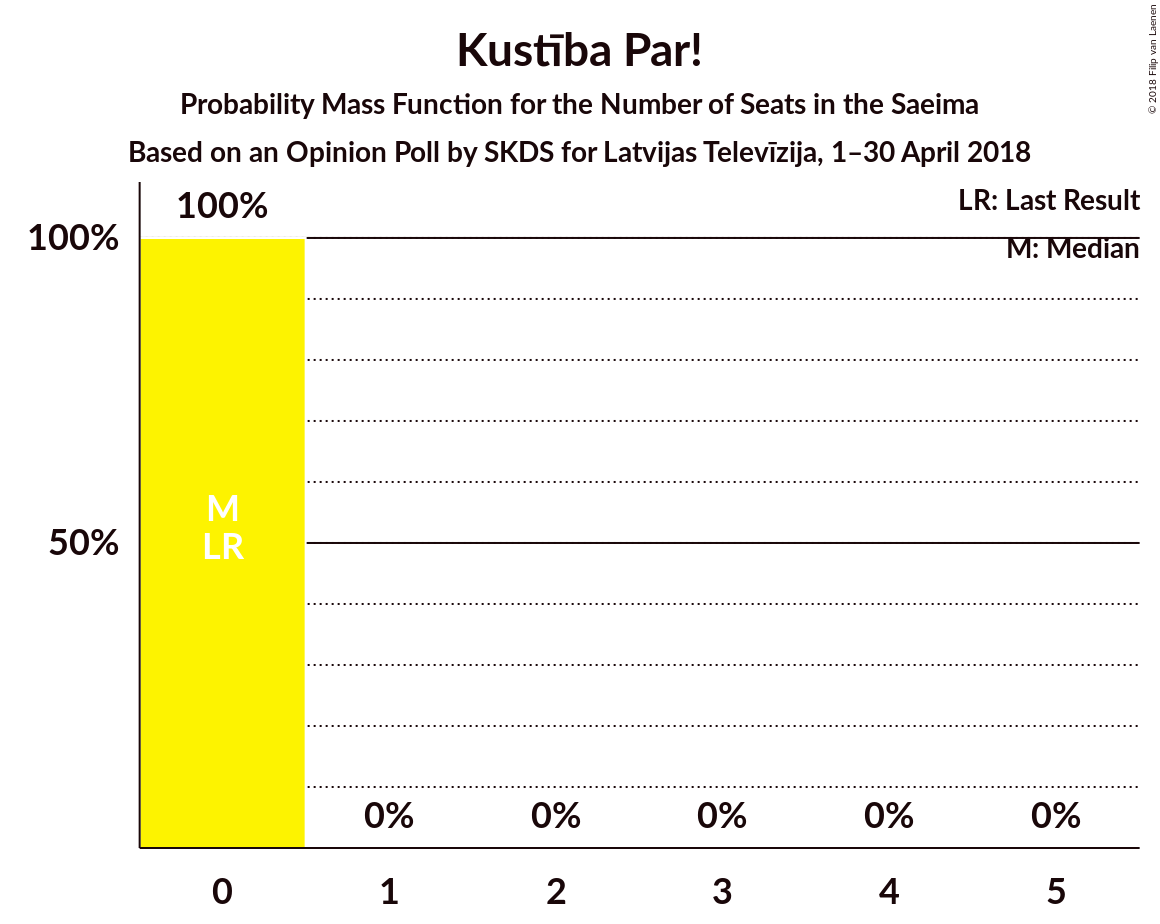 Kustība Par!
Probability Mass Function for the Number of Seats in the Saeima
Based on an Opinion Poll by SKDS for Latvijas Televīzija, 1–30 April 2018
© 2018 Filip van Laenen
LR: Last Result
M: Median
100%
100%
50%
M
LR
0% 0% 0% 0% 0%
0 1 2 3 4 5